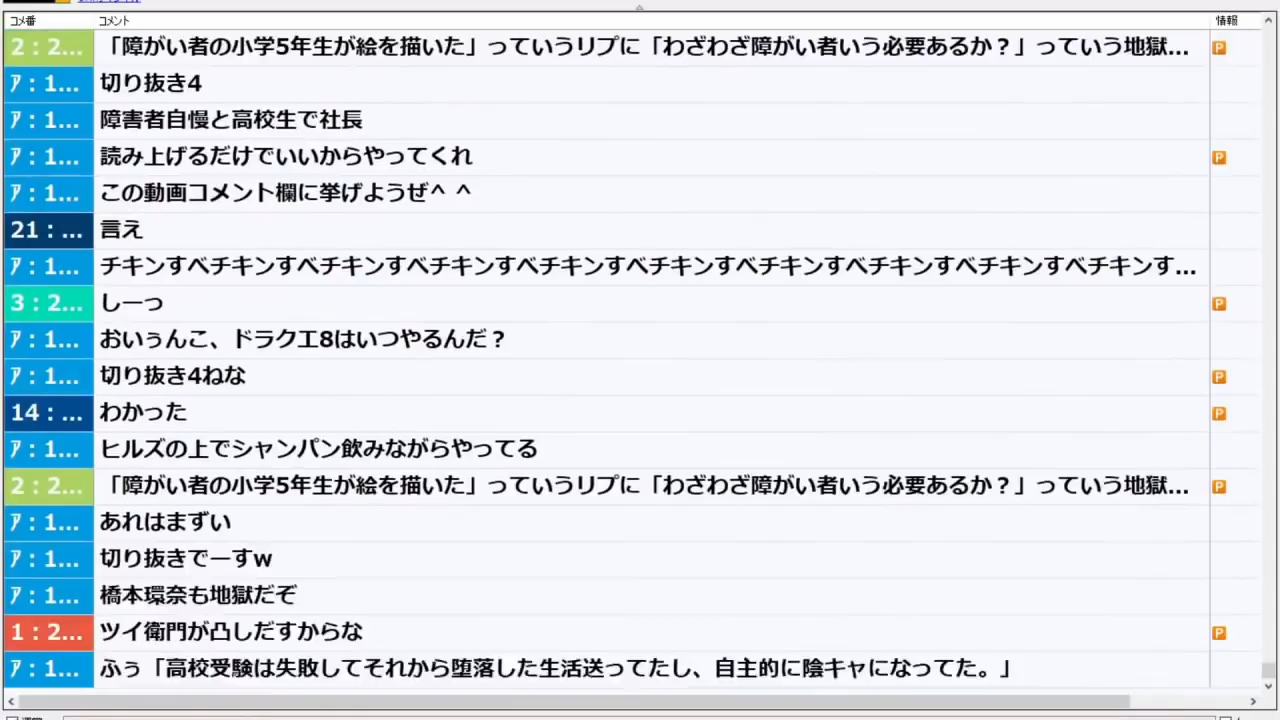 コメ番 コメント 情報
2：2... 「障がい者の小学5年生が絵を描いた」っていうリプに「わざわざ障がい者いう必要あるか？」っていう地獄... P
ｱ：1... 切り抜き4
ｱ：1... 障害者自慢と高校生で社長
ｱ：1... 読み上げるだけでいいからやってくれ P
ｱ：1... この動画コメント欄に挙げようぜ^ ^
21：... 言え
ｱ：1... チキンすべチキンすべチキンすべチキンすべチキンすべチキンすべチキンすべチキンすべチキンすべチキンす...
3：2... しーっ P
ｱ：1... おいぅんこ、ドラクエ8はいつやるんだ？
ｱ：1... 切り抜き4ねな P
14：... わかった P
ｱ：1... ヒルズの上でシャンパン飲みながらやってる
2：2... 「障がい者の小学5年生が絵を描いた」っていうリプに「わざわざ障がい者いう必要あるか？」っていう地獄... P
ｱ：1... あれはまずい
ｱ：1... 切り抜きでーすw
ｱ：1... 橋本環奈も地獄だぞ
1：2... ツイ衛門が凸しだすからな P
ｱ：1... ふぅ「高校受験は失敗してそれから堕落した生活送ってたし、自主的に陰キャになってた。」